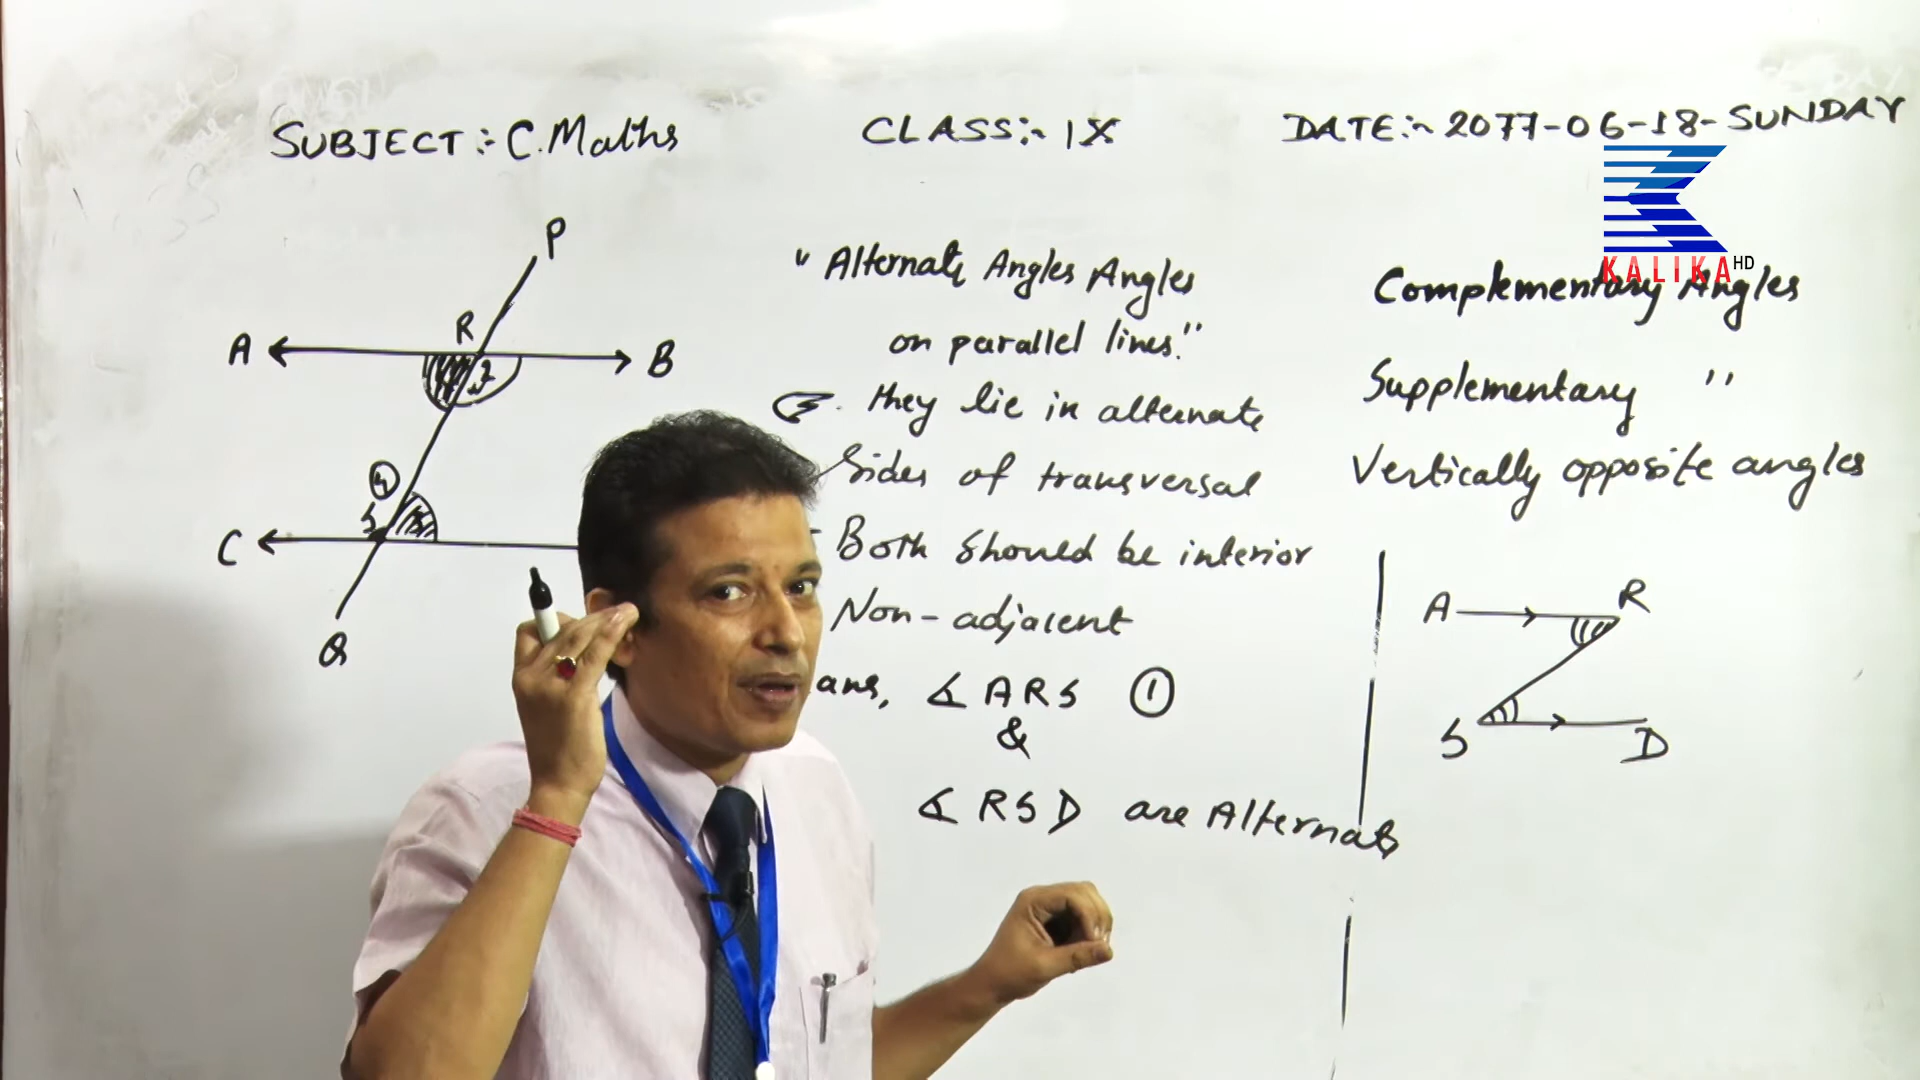 SUBJECT :- C. Maths
CLASS :- IX
DATE :- 2077-06-18-SUNDAY
KALIKA HD
P
R
A
B
2
4
S
C
Q
"Alternate Angles Angles
on parallel lines."
they lie in alternate
Sides of transversal
Both should be interior
Non-adjacent
∡ ARS ①
&
∡ RSD are Alternate
Complementary Angles
Supplementary "
Vertically opposite angles
A
R
S
D